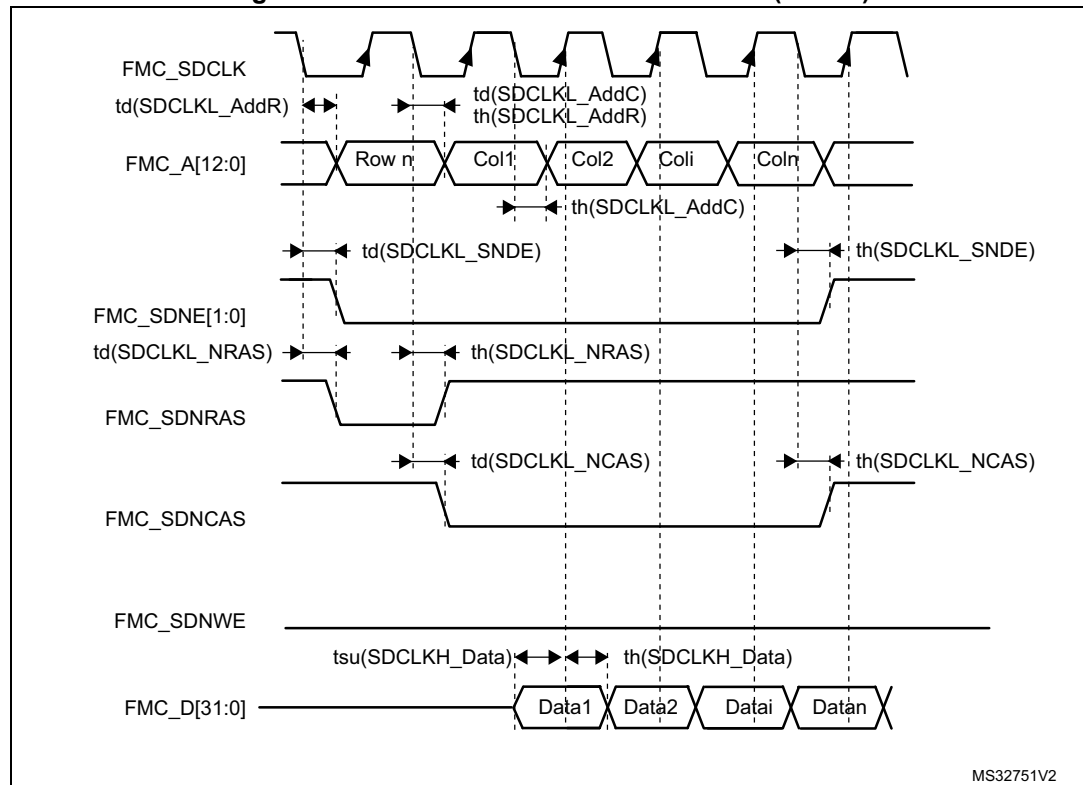 FMC_SDCLK
td(SDCLKL_AddR)
td(SDCLKL_AddC)
th(SDCLKL_AddR)
FMC_A[12:0]
Row n
Col1
Col2
Coli
Coln
th(SDCLKL_AddC)
td(SDCLKL_SNDE)
th(SDCLKL_SNDE)
FMC_SDNE[1:0]
td(SDCLKL_NRAS)
th(SDCLKL_NRAS)
FMC_SDNRAS
td(SDCLKL_NCAS)
th(SDCLKL_NCAS)
FMC_SDNCAS
FMC_SDNWE
tsu(SDCLKH_Data)
th(SDCLKH_Data)
FMC_D[31:0]
Data1
Data2
Datai
Datan
MS32751V2